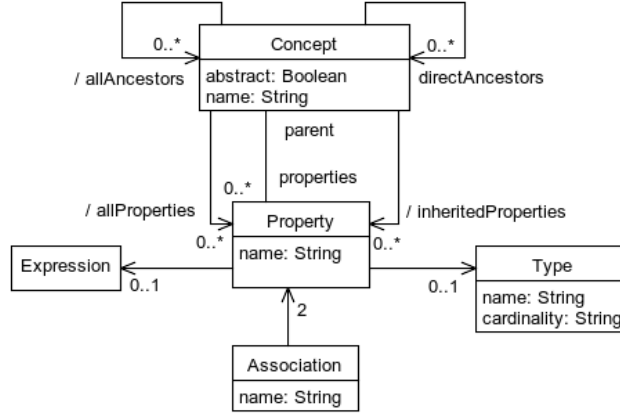 0..*
Concept
0..*
/ allAncestors
abstract: Boolean
directAncestors
name: String
parent
properties
0..*
/ allProperties
Property
/ inheritedProperties
0..*
name: String
0..*
Expression
Type
0..1
0..1
name: String
cardinality: String
2
Association
name: String